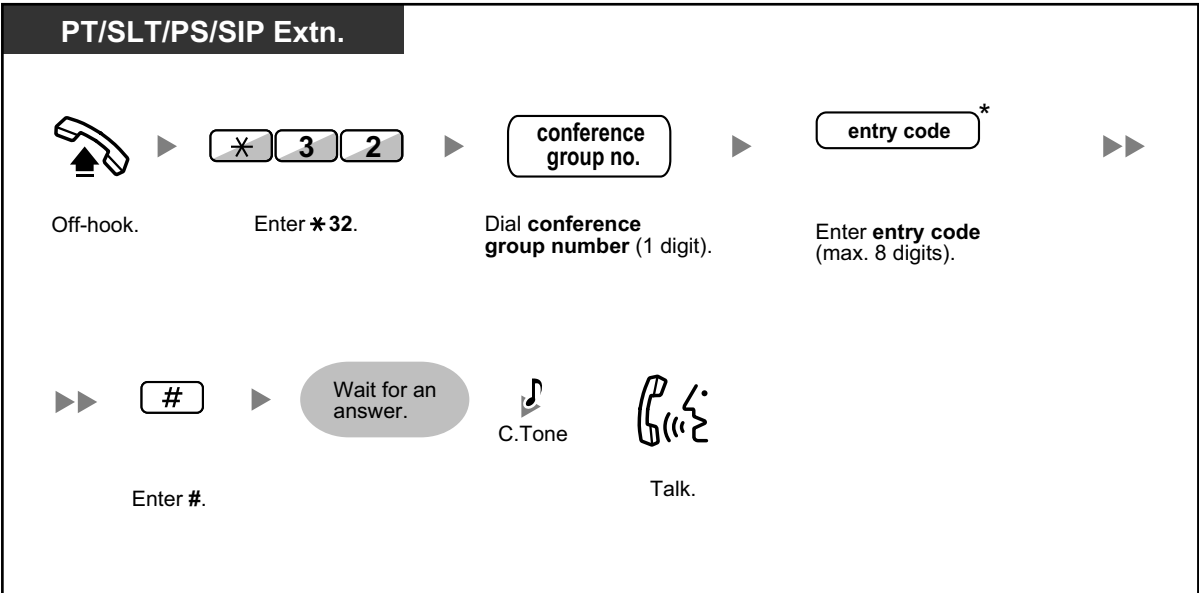 PT/SLT/PS/SIP Extn.
✳ 3 2
conference
group no.
entry code *
Off-hook.
Enter ✳32.
Dial conference
group number (1 digit).
Enter entry code
(max. 8 digits).
#
Wait for an
answer.
C.Tone
Enter #.
Talk.